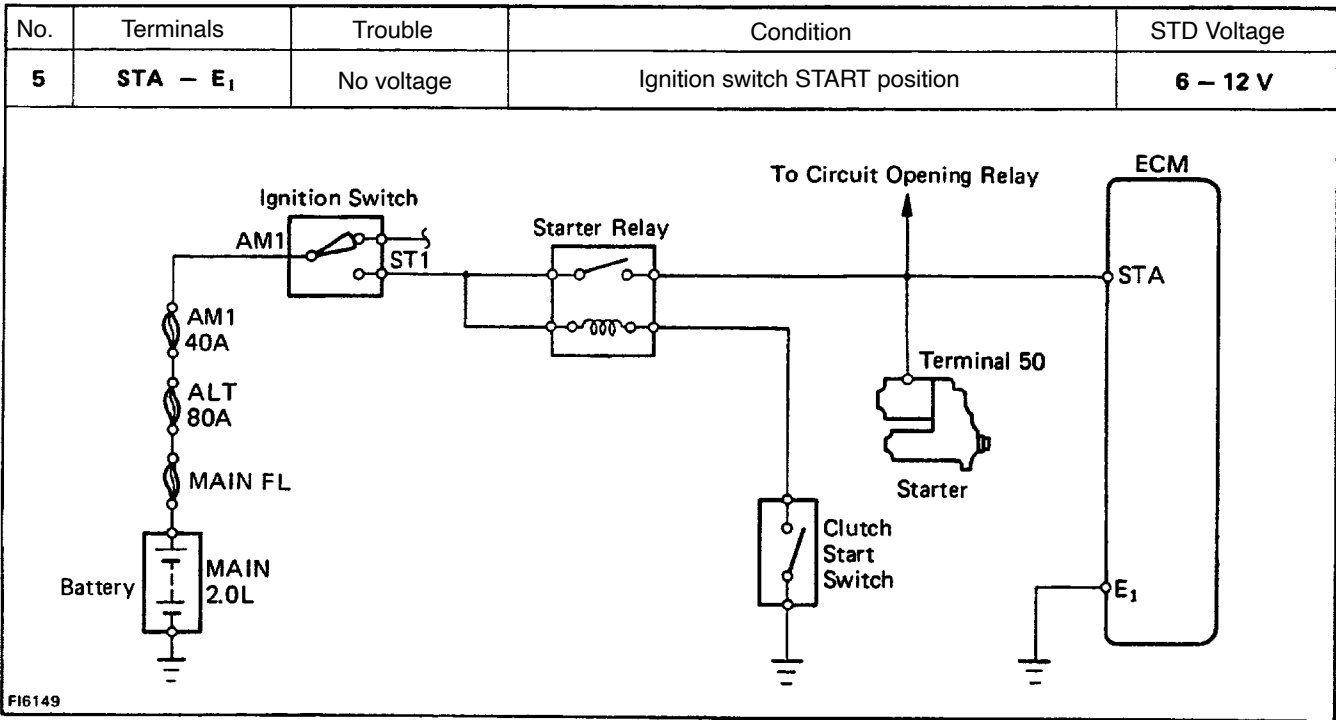 No. Terminals Trouble Condition STD Voltage
5 STA – E₁ No voltage Ignition switch START position 6 – 12 V
To Circuit Opening Relay
ECM
Ignition Switch
Starter Relay
AM1
ST1
STA
AM1
40A
Terminal 50
ALT
80A
MAIN FL
Starter
Clutch
Start
Switch
Battery
MAIN
2.0L
E₁
FI6149